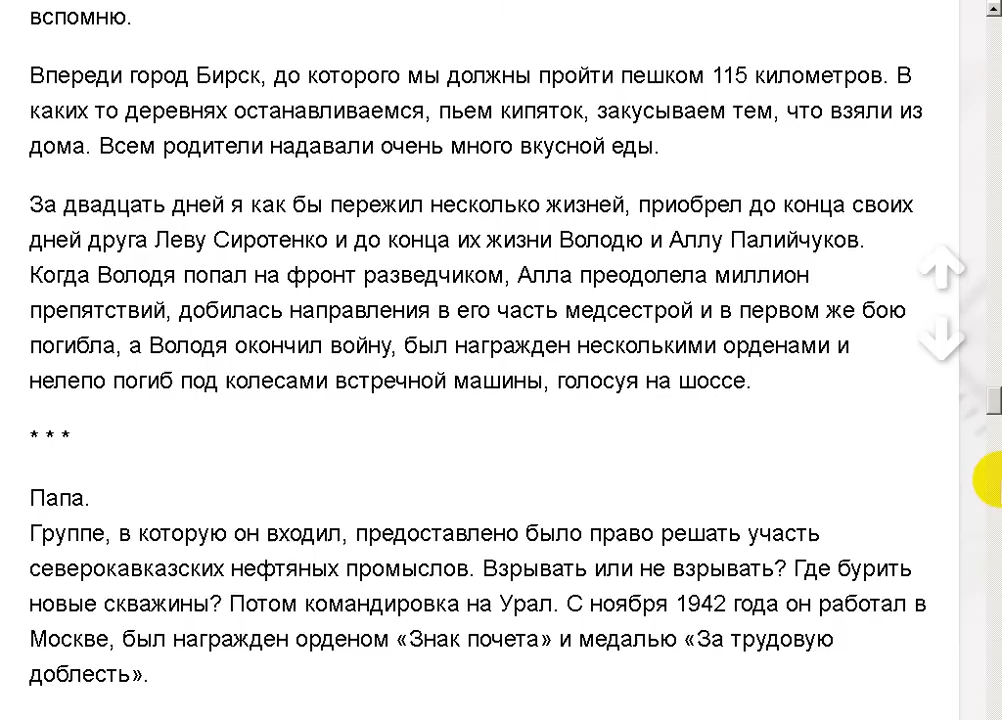 вспомню.
Впереди город Бирск, до которого мы должны пройти пешком 115 километров. В
каких то деревнях останавливаемся, пьем кипяток, закусываем тем, что взяли из
дома. Всем родители надавали очень много вкусной еды.
За двадцать дней я как бы пережил несколько жизней, приобрел до конца своих
дней друга Леву Сиротенко и до конца их жизни Володю и Аллу Палийчуков.
Когда Володя попал на фронт разведчиком, Алла преодолела миллион
препятствий, добилась направления в его часть медсестрой и в первом же бою
погибла, а Володя окончил войну, был награжден несколькими орденами и
нелепо погиб под колесами встречной машины, голосуя на шоссе.
* * *
Папа.
Группе, в которую он входил, предоставлено было право решать участь
северокавказских нефтяных промыслов. Взрывать или не взрывать? Где бурить
новые скважины? Потом командировка на Урал. С ноября 1942 года он работал в
Москве, был награжден орденом «Знак почета» и медалью «За трудовую
доблесть».